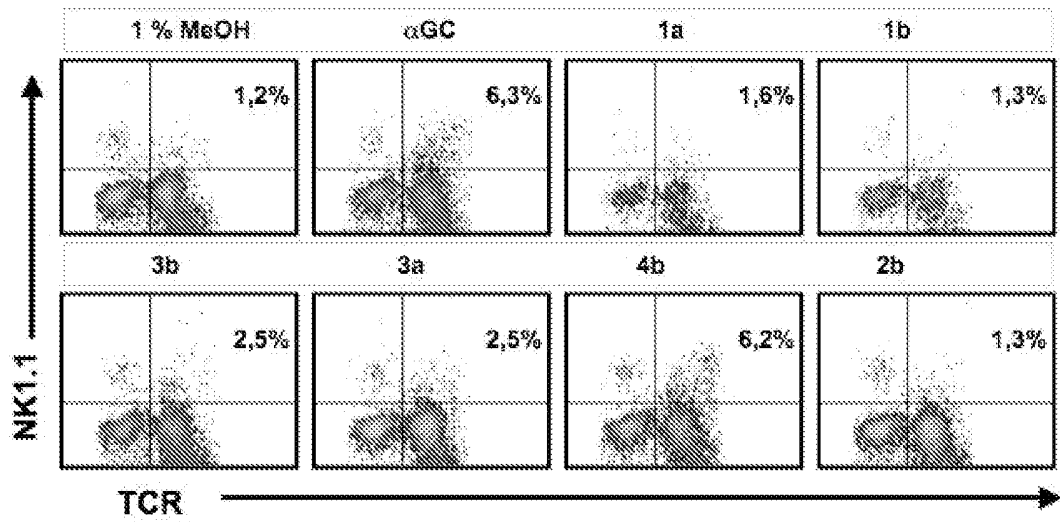 1 % MeOH αGC 1a 1b
1,2% 6,3% 1,6% 1,3%
3b 3a 4b 2b
2,5% 2,5% 6,2% 1,3%
NK1.1
TCR